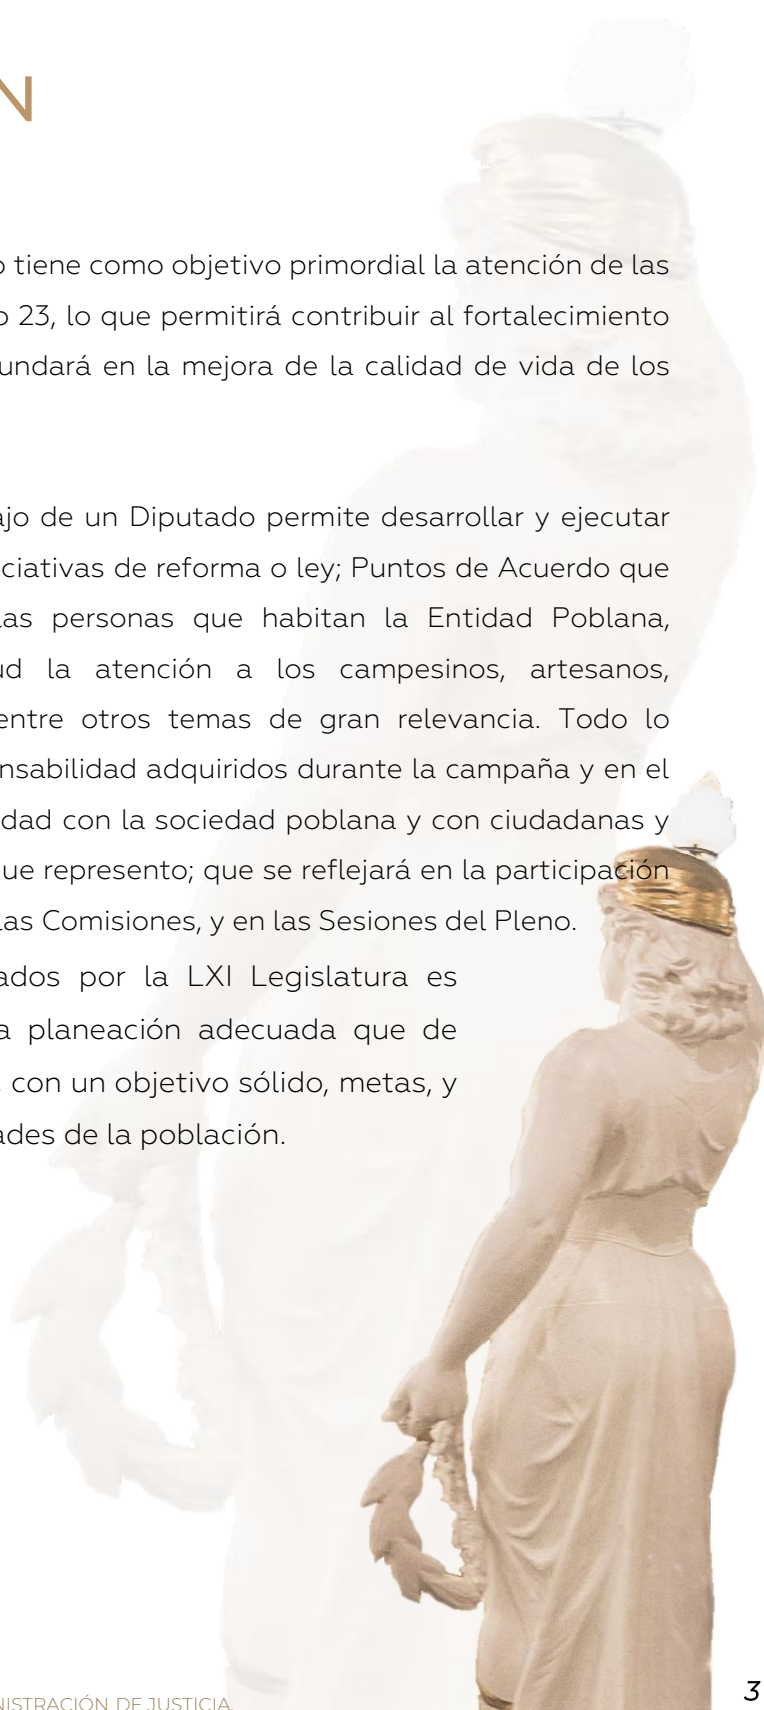 N
o tiene como objetivo primordial la atención de las
o 23, lo que permitirá contribuir al fortalecimiento
undará en la mejora de la calidad de vida de los
ajo de un Diputado permite desarrollar y ejecutar
ciativas de reforma o ley; Puntos de Acuerdo que
las personas que habitan la Entidad Poblana,
ud la atención a los campesinos, artesanos,
entre otros temas de gran relevancia. Todo lo
nsabilidad adquiridos durante la campaña y en el
dad con la sociedad poblana y con ciudadanas y
ue represento; que se reflejará en la participación
las Comisiones, y en las Sesiones del Pleno.
ados por la LXI Legislatura es
a planeación adecuada que de
, con un objetivo sólido, metas, y
ades de la población.
NISTRACIÓN DE JUSTICIA.
3